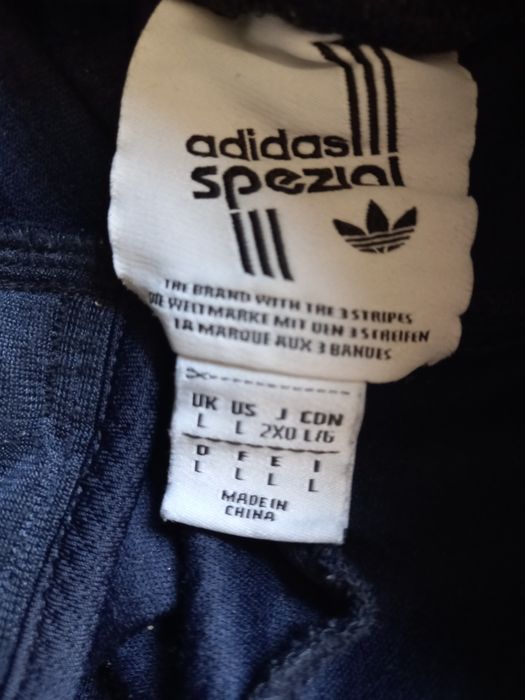 adidas
spezial
THE BRAND WITH THE 3 STRIPES
DIE WELTMARKE MIT DEN 3 STREIFEN
LA MARQUE AUX 3 BANDES
UK US J CDN
L L 2XO L/G
D F E I
L L L L
MADE IN
CHINA